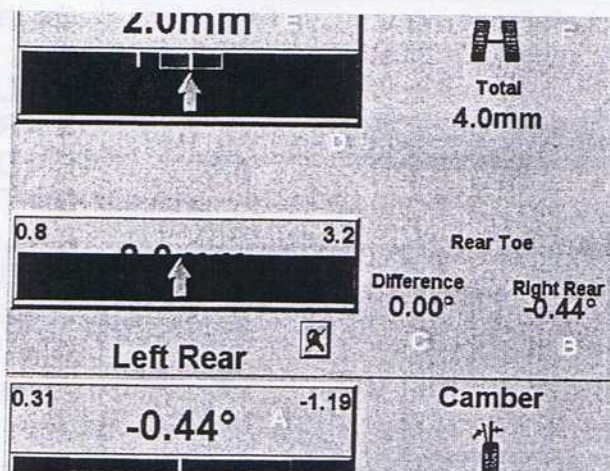 2.0mm E
F
Total
4.0mm
D
0.8 3.2
Rear Toe
Difference Right Rear
0.00° -0.44°
C B
Left Rear
0.31 -1.19
-0.44° A
Camber